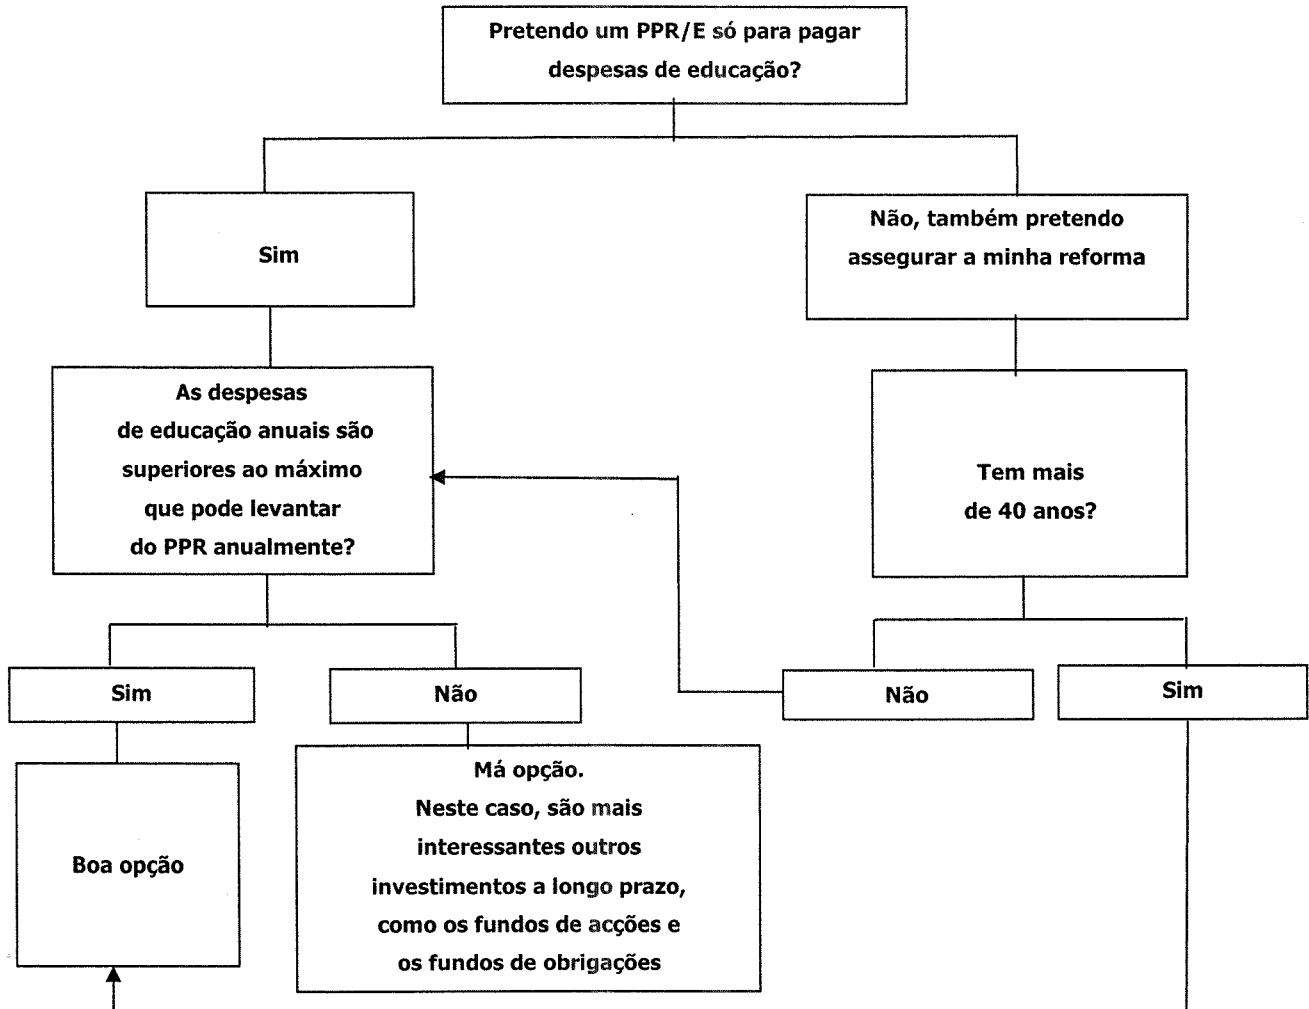 Pretendo um PPR/E só para pagar
despesas de educação?
Sim
Não, também pretendo
assegurar a minha reforma
As despesas
de educação anuais são
superiores ao máximo
que pode levantar
do PPR anualmente?
Tem mais
de 40 anos?
Sim
Não
Não
Sim
Boa opção
Má opção.
Neste caso, são mais
interessantes outros
investimentos a longo prazo,
como os fundos de acções e
os fundos de obrigações